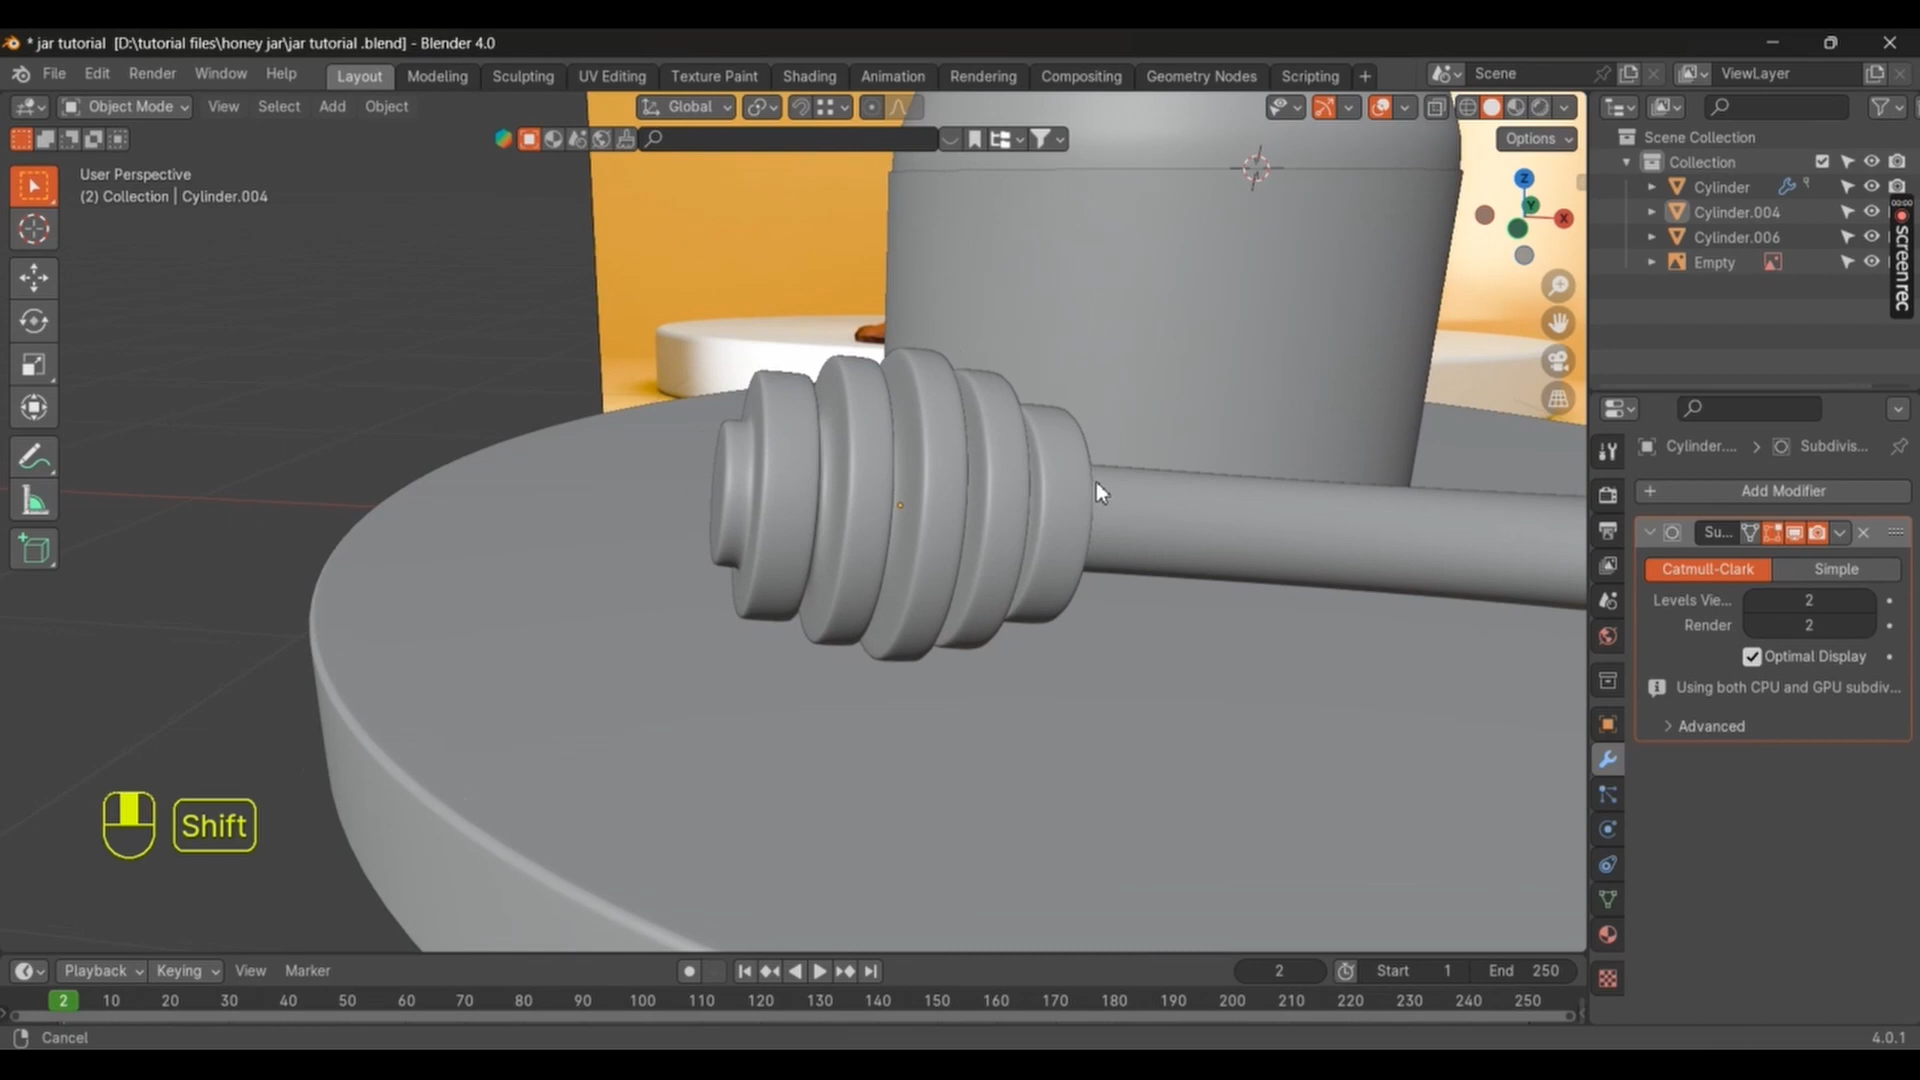 * jar tutorial [D:\tutorial files\honey jar\jar tutorial .blend] - Blender 4.0
File Edit Render Window Help Layout Modeling Sculpting UV Editing Texture Paint Shading Animation Rendering Compositing Geometry Nodes Scripting + Scene ViewLayer
Object Mode View Select Add Object Global
Options
User Perspective
(2) Collection | Cylinder.004
Z
Y
X
Scene Collection
Collection
Cylinder
Cylinder.004
Cylinder.006
Empty
00:00
screenrec
Cylinder.... > Subdivis...
+ Add Modifier
Su...
Catmull-Clark Simple
Levels Vie... 2
Render 2
Optimal Display
Using both CPU and GPU subdiv...
> Advanced
Shift
Playback Keying View Marker 2 Start 1 End 250
2 10 20 30 40 50 60 70 80 90 100 110 120 130 140 150 160 170 180 190 200 210 220 230 240 250
Cancel 4.0.1